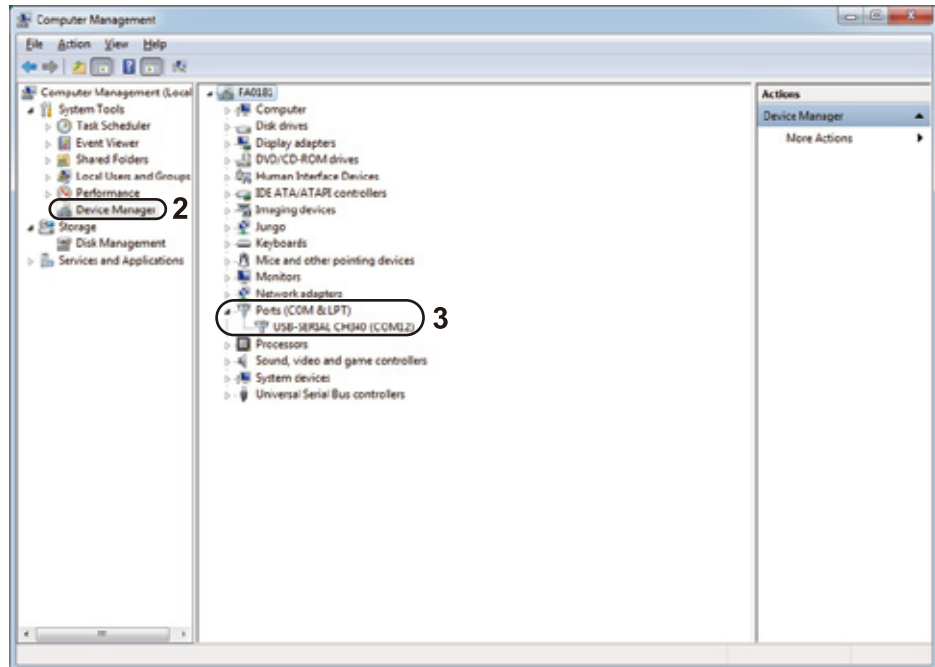 Computer Management
File Action View Help
Computer Management (Local
System Tools
Task Scheduler
Event Viewer
Shared Folders
Local Users and Groups
Performance
Device Manager 2
Storage
Disk Management
Services and Applications
FA0181
Computer
Disk drives
Display adapters
DVD/CD-ROM drives
Human Interface Devices
IDE ATA/ATAPI controllers
Imaging devices
Jungo
Keyboards
Mice and other pointing devices
Monitors
Network adapters
Ports (COM & LPT)
USB-SERIAL CH340 (COM12)
3
Processors
Sound, video and game controllers
System devices
Universal Serial Bus controllers
Actions
Device Manager
More Actions